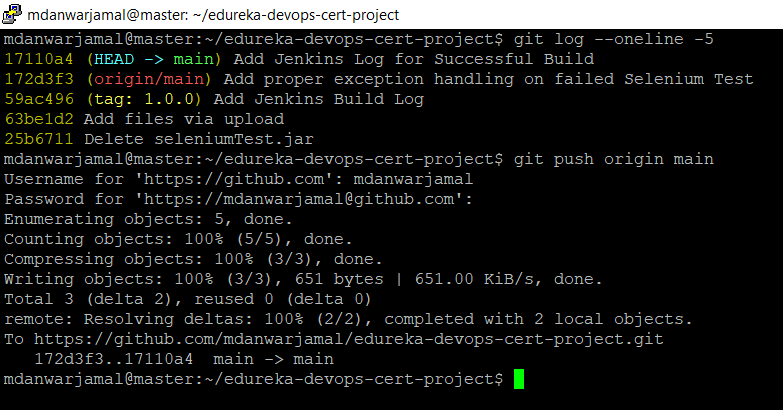 mdanwarjamal@master: ~/edureka-devops-cert-project
mdanwarjamal@master:~/edureka-devops-cert-project$ git log --oneline -5
17110a4 (HEAD -> main) Add Jenkins Log for Successful Build
172d3f3 (origin/main) Add proper exception handling on failed Selenium Test
59ac496 (tag: 1.0.0) Add Jenkins Build Log
63be1d2 Add files via upload
25b6711 Delete seleniumTest.jar
mdanwarjamal@master:~/edureka-devops-cert-project$ git push origin main
Username for 'https://github.com': mdanwarjamal
Password for 'https://mdanwarjamal@github.com':
Enumerating objects: 5, done.
Counting objects: 100% (5/5), done.
Compressing objects: 100% (3/3), done.
Writing objects: 100% (3/3), 651 bytes | 651.00 KiB/s, done.
Total 3 (delta 2), reused 0 (delta 0)
remote: Resolving deltas: 100% (2/2), completed with 2 local objects.
To https://github.com/mdanwarjamal/edureka-devops-cert-project.git
   172d3f3..17110a4  main -> main
mdanwarjamal@master:~/edureka-devops-cert-project$